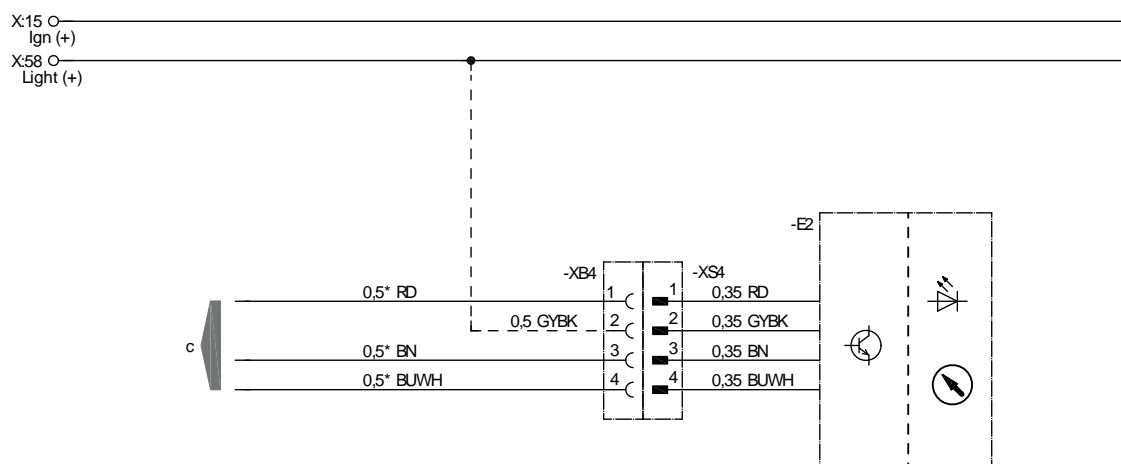 X:15
Ign (+)
X:58
Light (+)
-E2
-XB4
-XS4
0,5* RD
1
1
0,35 RD
0,5 GYBK
2
2
0,35 GYBK
c
0,5* BN
3
3
0,35 BN
0,5* BUWH
4
4
0,35 BUWH